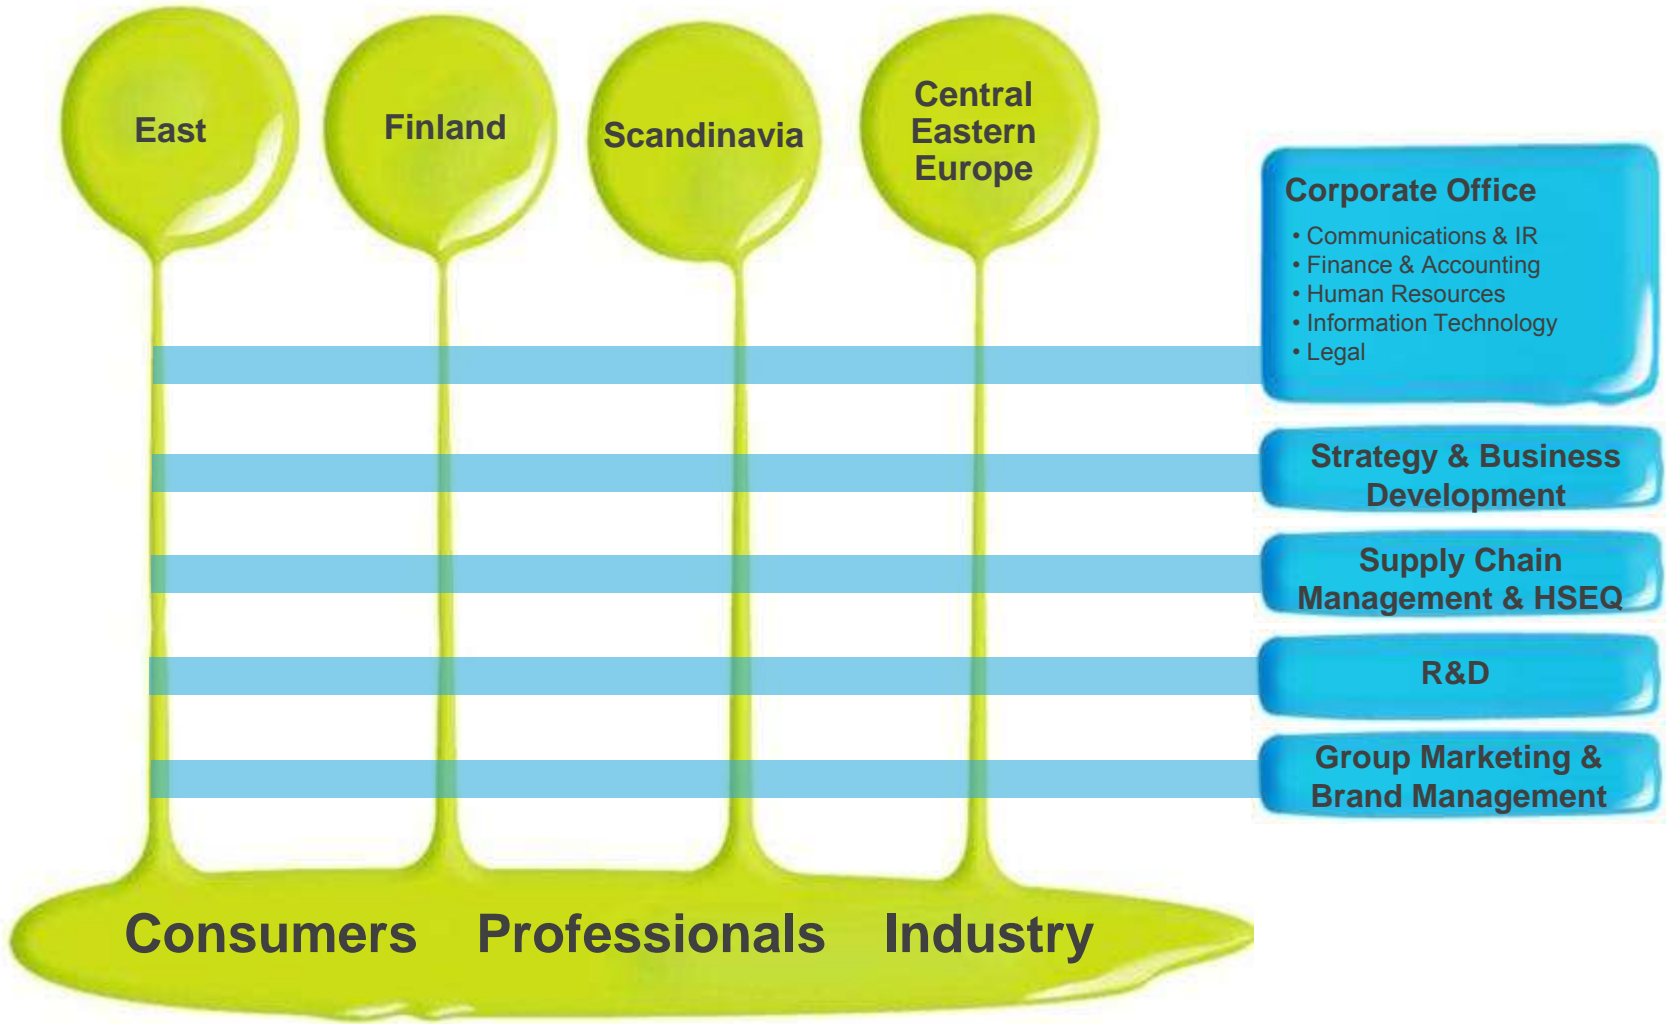 East
Finland
Scandinavia
Central
Eastern
Europe
Corporate Office
• Communications & IR
• Finance & Accounting
• Human Resources
• Information Technology
• Legal
Strategy & Business
Development
Supply Chain
Management & HSEQ
R&D
Group Marketing &
Brand Management
Consumers Professionals Industry